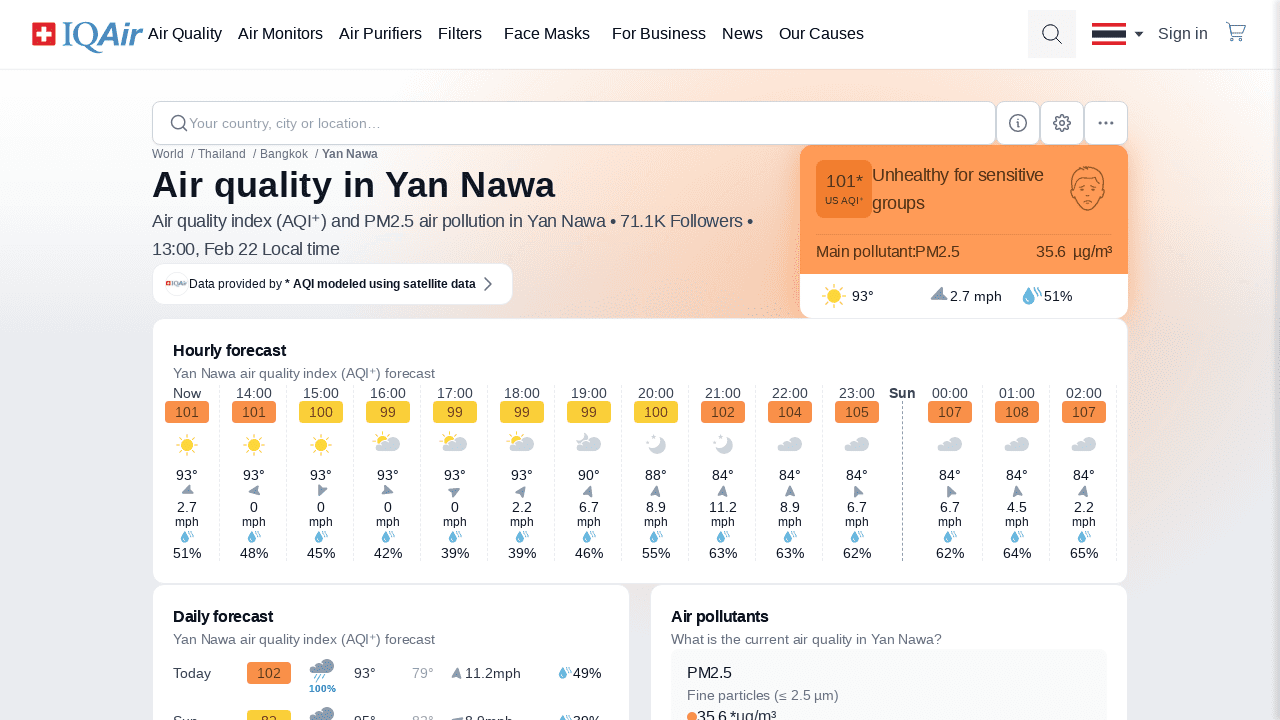 IQAir Air Quality Air Monitors Air Purifiers Filters Face Masks For Business News Our Causes Sign in
Your country, city or location…
World / Thailand / Bangkok / Yan Nawa
Air quality in Yan Nawa
Air quality index (AQI⁺) and PM2.5 air pollution in Yan Nawa • 71.1K Followers •
13:00, Feb 22 Local time
IQAir Data provided by * AQI modeled using satellite data
101*
US AQI⁺
Unhealthy for sensitive
groups
Main pollutant:PM2.5 35.6 µg/m³
93° 2.7 mph 51%
Hourly forecast
Yan Nawa air quality index (AQI⁺) forecast
Now 14:00 15:00 16:00 17:00 18:00 19:00 20:00 21:00 22:00 23:00 Sun 00:00 01:00 02:00
101 101 100 99 99 99 99 100 102 104 105 107 108 107
93° 93° 93° 93° 93° 93° 90° 88° 84° 84° 84° 84° 84° 84°
2.7 0 0 0 0 2.2 6.7 8.9 11.2 8.9 6.7 6.7 4.5 2.2
mph mph mph mph mph mph mph mph mph mph mph mph mph mph
51% 48% 45% 42% 39% 39% 46% 55% 63% 63% 62% 62% 64% 65%
Daily forecast
Yan Nawa air quality index (AQI⁺) forecast
Today 102 100% 93° 79° 11.2mph 49%
Sun 82 95° 82° 8.9mph 39%
Air pollutants
What is the current air quality in Yan Nawa?
PM2.5
Fine particles (≤ 2.5 µm)
35.6 *µg/m³